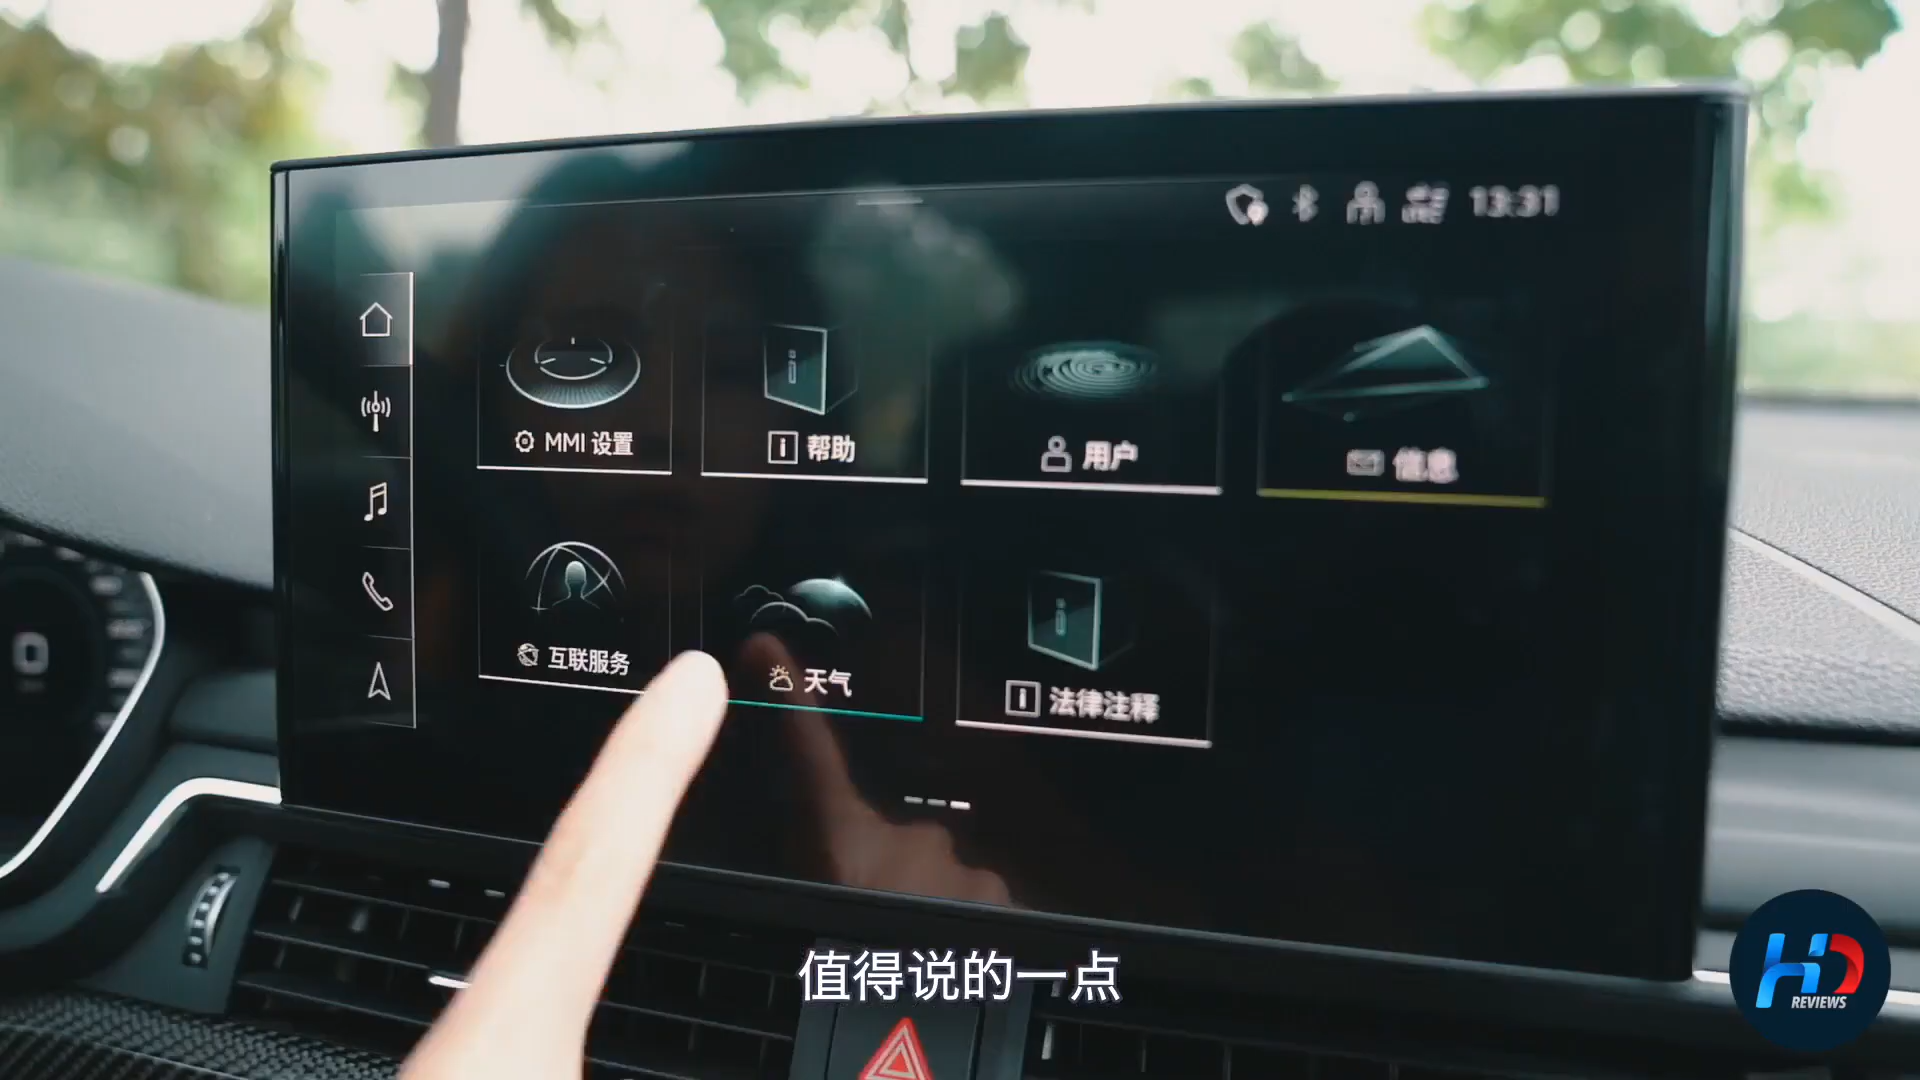 13:31
MMI 设置
帮助
用户
信息
互联服务
天气
法律注释
值得说的一点
HD
REVIEWS